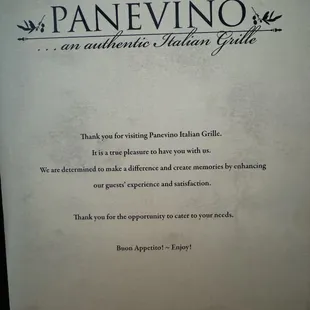 PANEVINO
...an authentic Italian Grille
Thank you for visiting Panevino Italian Grille.
It is a true pleasure to have you with us.
We are determined to make a difference and create memories by enhancing
our guests' experience and satisfaction.
Thank you for the opportunity to cater to your needs.
Buon Appetito! ~ Enjoy!